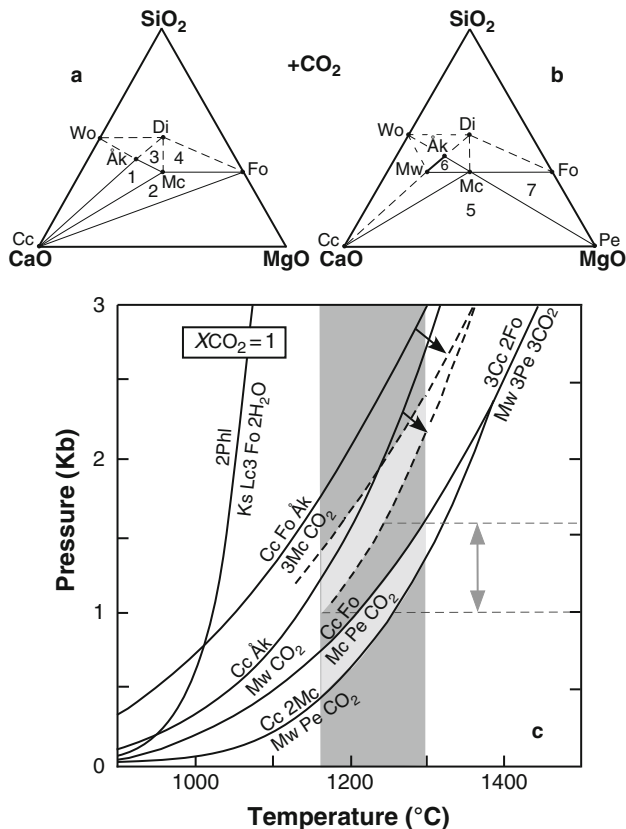 SiO₂
SiO₂
a
+CO₂
b
Wo
Di
Åk
3
4
1
Mc
Fo
2
Cc
CaO
MgO
Wo
Di
Åk
Mw
6
Mc
Fo
7
5
Cc
Pe
CaO
MgO
3
XCO₂ = 1
2Phl
Ks Lc3 Fo 2H₂O
Cc Fo Åk
3Mc CO₂
3Cc 2Fo
Mw 3Pe 3CO₂
2
Pressure (Kb)
1
Cc Åk
Mw CO₂
Cc Fo
Mc Pe CO₂
Cc 2Mc
Mw Pe CO₂
c
0
1000
1200
1400
Temperature (°C)